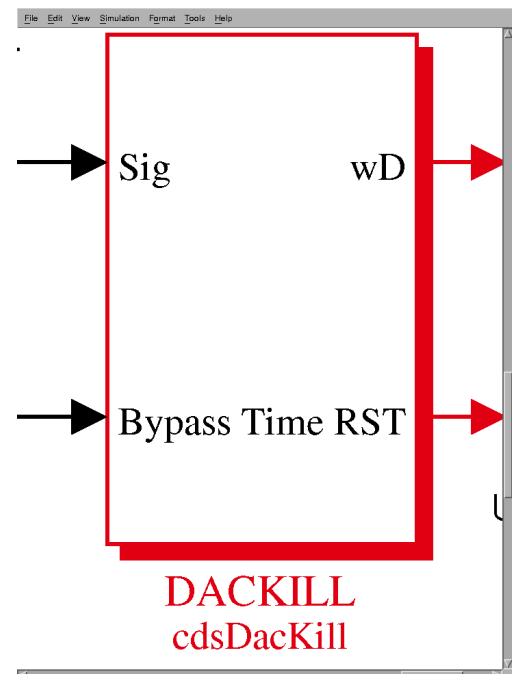 File Edit View Simulation Format Tools Help
Sig wD
Bypass Time RST
DACKILL
cdsDacKill